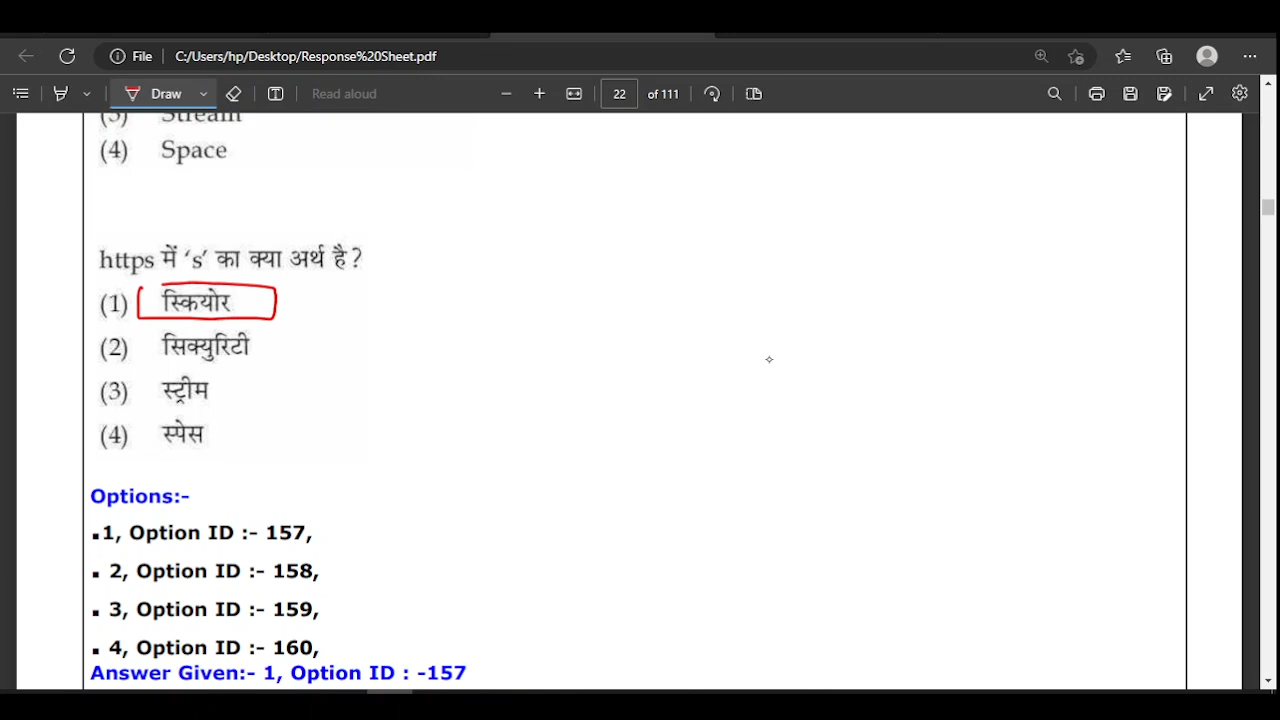 File
C:/Users/hp/Desktop/Response%20Sheet.pdf
Draw
Read aloud
22
of 111
(3) Stream
(4) Space
https में ‘s’ का क्या अर्थ है ?
(1) स्कियोर
(2) सिक्युरिटी
(3) स्ट्रीम
(4) स्पेस
Options:-
1, Option ID :- 157,
2, Option ID :- 158,
3, Option ID :- 159,
4, Option ID :- 160,
Answer Given:- 1, Option ID : -157